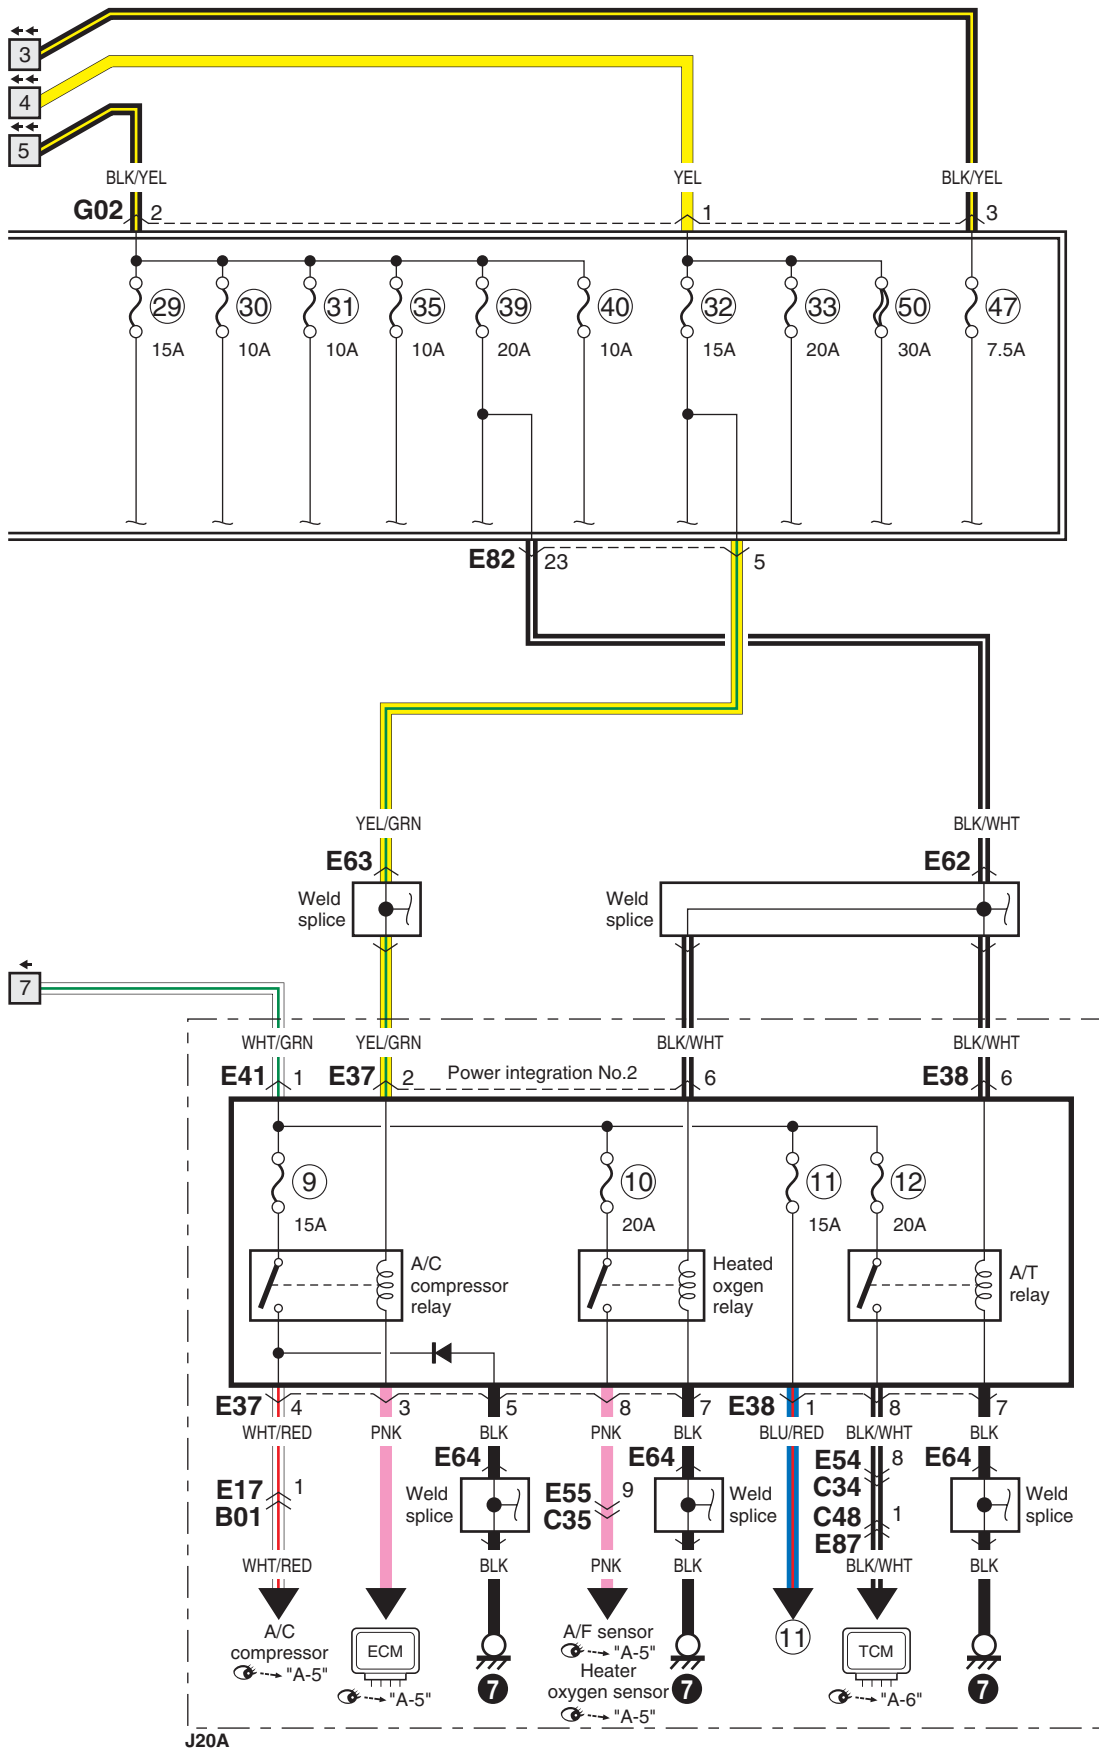 3
4
5
BLK/YEL YEL BLK/YEL
G02 2 1 3
29 30 31 35 39 40 32 33 50 47
15A 10A 10A 10A 20A 10A 15A 20A 30A 7.5A
E82 23 5
YEL/GRN BLK/WHT
E63 E62
Weld splice Weld splice
7
WHT/GRN YEL/GRN BLK/WHT BLK/WHT
E41 1 E37 2 Power integration No.2 6 E38 6
9 10 11 12
15A 20A 15A 20A
A/C compressor relay
Heated oxgen relay
A/T relay
E37 4 3 5 8 7 E38 1 8 7
WHT/RED PNK BLK PNK BLK BLU/RED BLK/WHT BLK
E64 E64 E54 8 E64
C34
E17 1 Weld splice E55 9 Weld splice C48 1 Weld splice
B01 C35 E87
WHT/RED BLK PNK BLK BLK/WHT BLK
A/C compressor
"A-5"
ECM
"A-5"
7
A/F sensor
"A-5"
Heater oxygen sensor
"A-5"
7
11
TCM
"A-6"
7
J20A